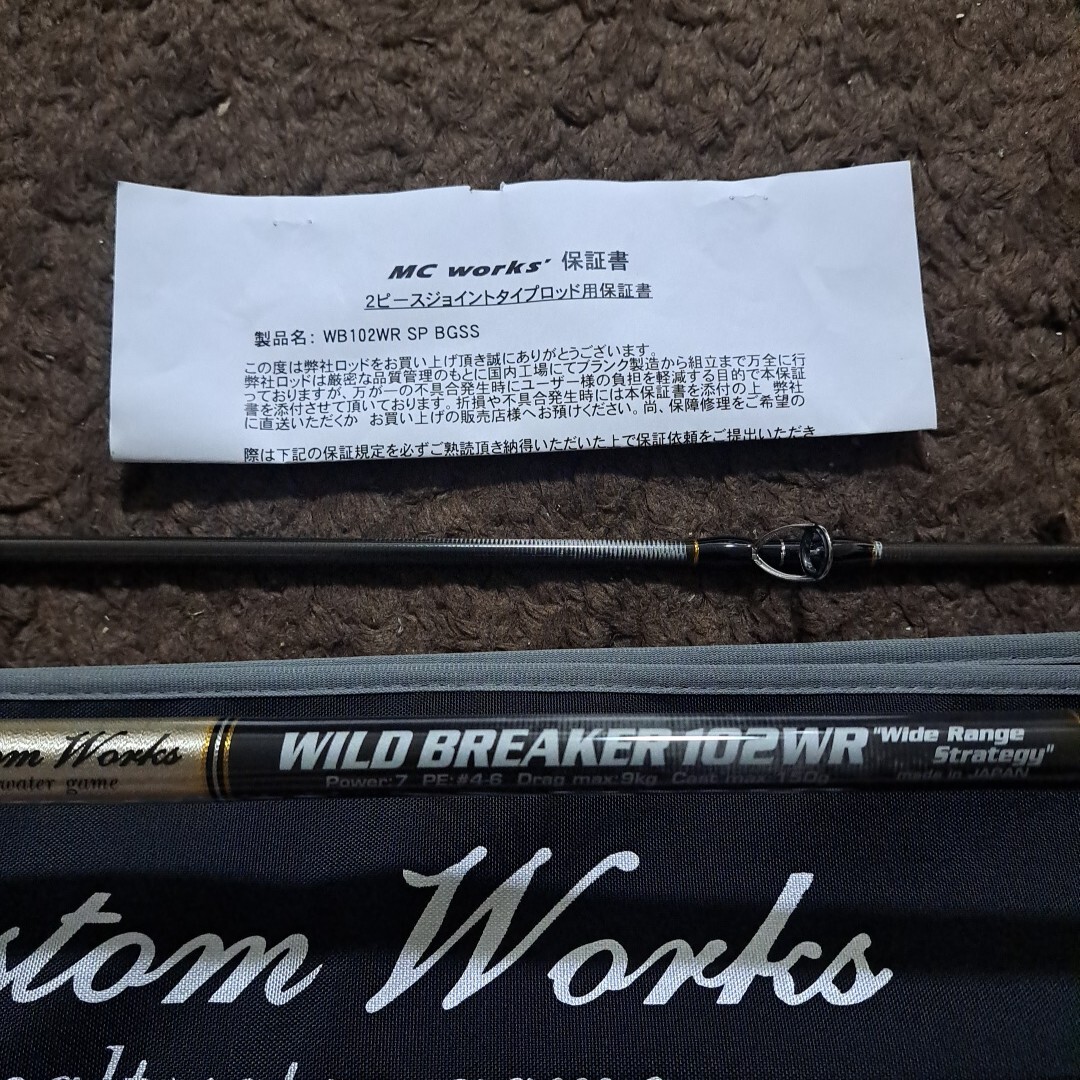 MC works' 保証書
2ピースジョイントタイプロッド用保証書
製品名: WB102WR SP BGSS
この度は弊社ロッドをお買い上げ頂き誠にありがとうございます。
弊社ロッドは厳密な品質管理のもとに国内工場にてブランク製造から組立まで万全に行
っておりますが、万が一の不具合発生時にユーザー様の負担を軽減する目的で本保証
書を添付させて頂いております。折損や不具合発生時には本保証書を添付の上、弊社
に直送いただくか お買い上げの販売店様へお預けください。尚、保障修理をご希望の
際は下記の保証規定を必ずご熟読頂き納得いただいた上で保証依頼をご提出いただき
tom Works
water game
WILD BREAKER 102WR "Wide Range
Strategy"
Power:7 PE:#4-6 Drag max:9kg. Cast max:150g
made in JAPAN
stom Works